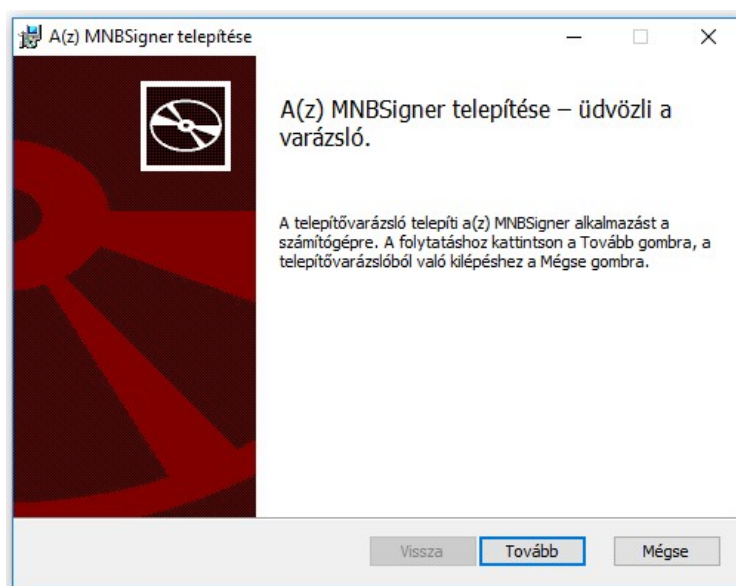 A(z) MNBSigner telepítése
A(z) MNBSigner telepítése – üdvözli a
varázsló.
A telepítővarázsló telepíti a(z) MNBSigner alkalmazást a
számítógépre. A folytatáshoz kattintson a Tovább gombra, a
telepítővarázslóból való kilépéshez a Mégse gombra.
Vissza Tovább Mégse